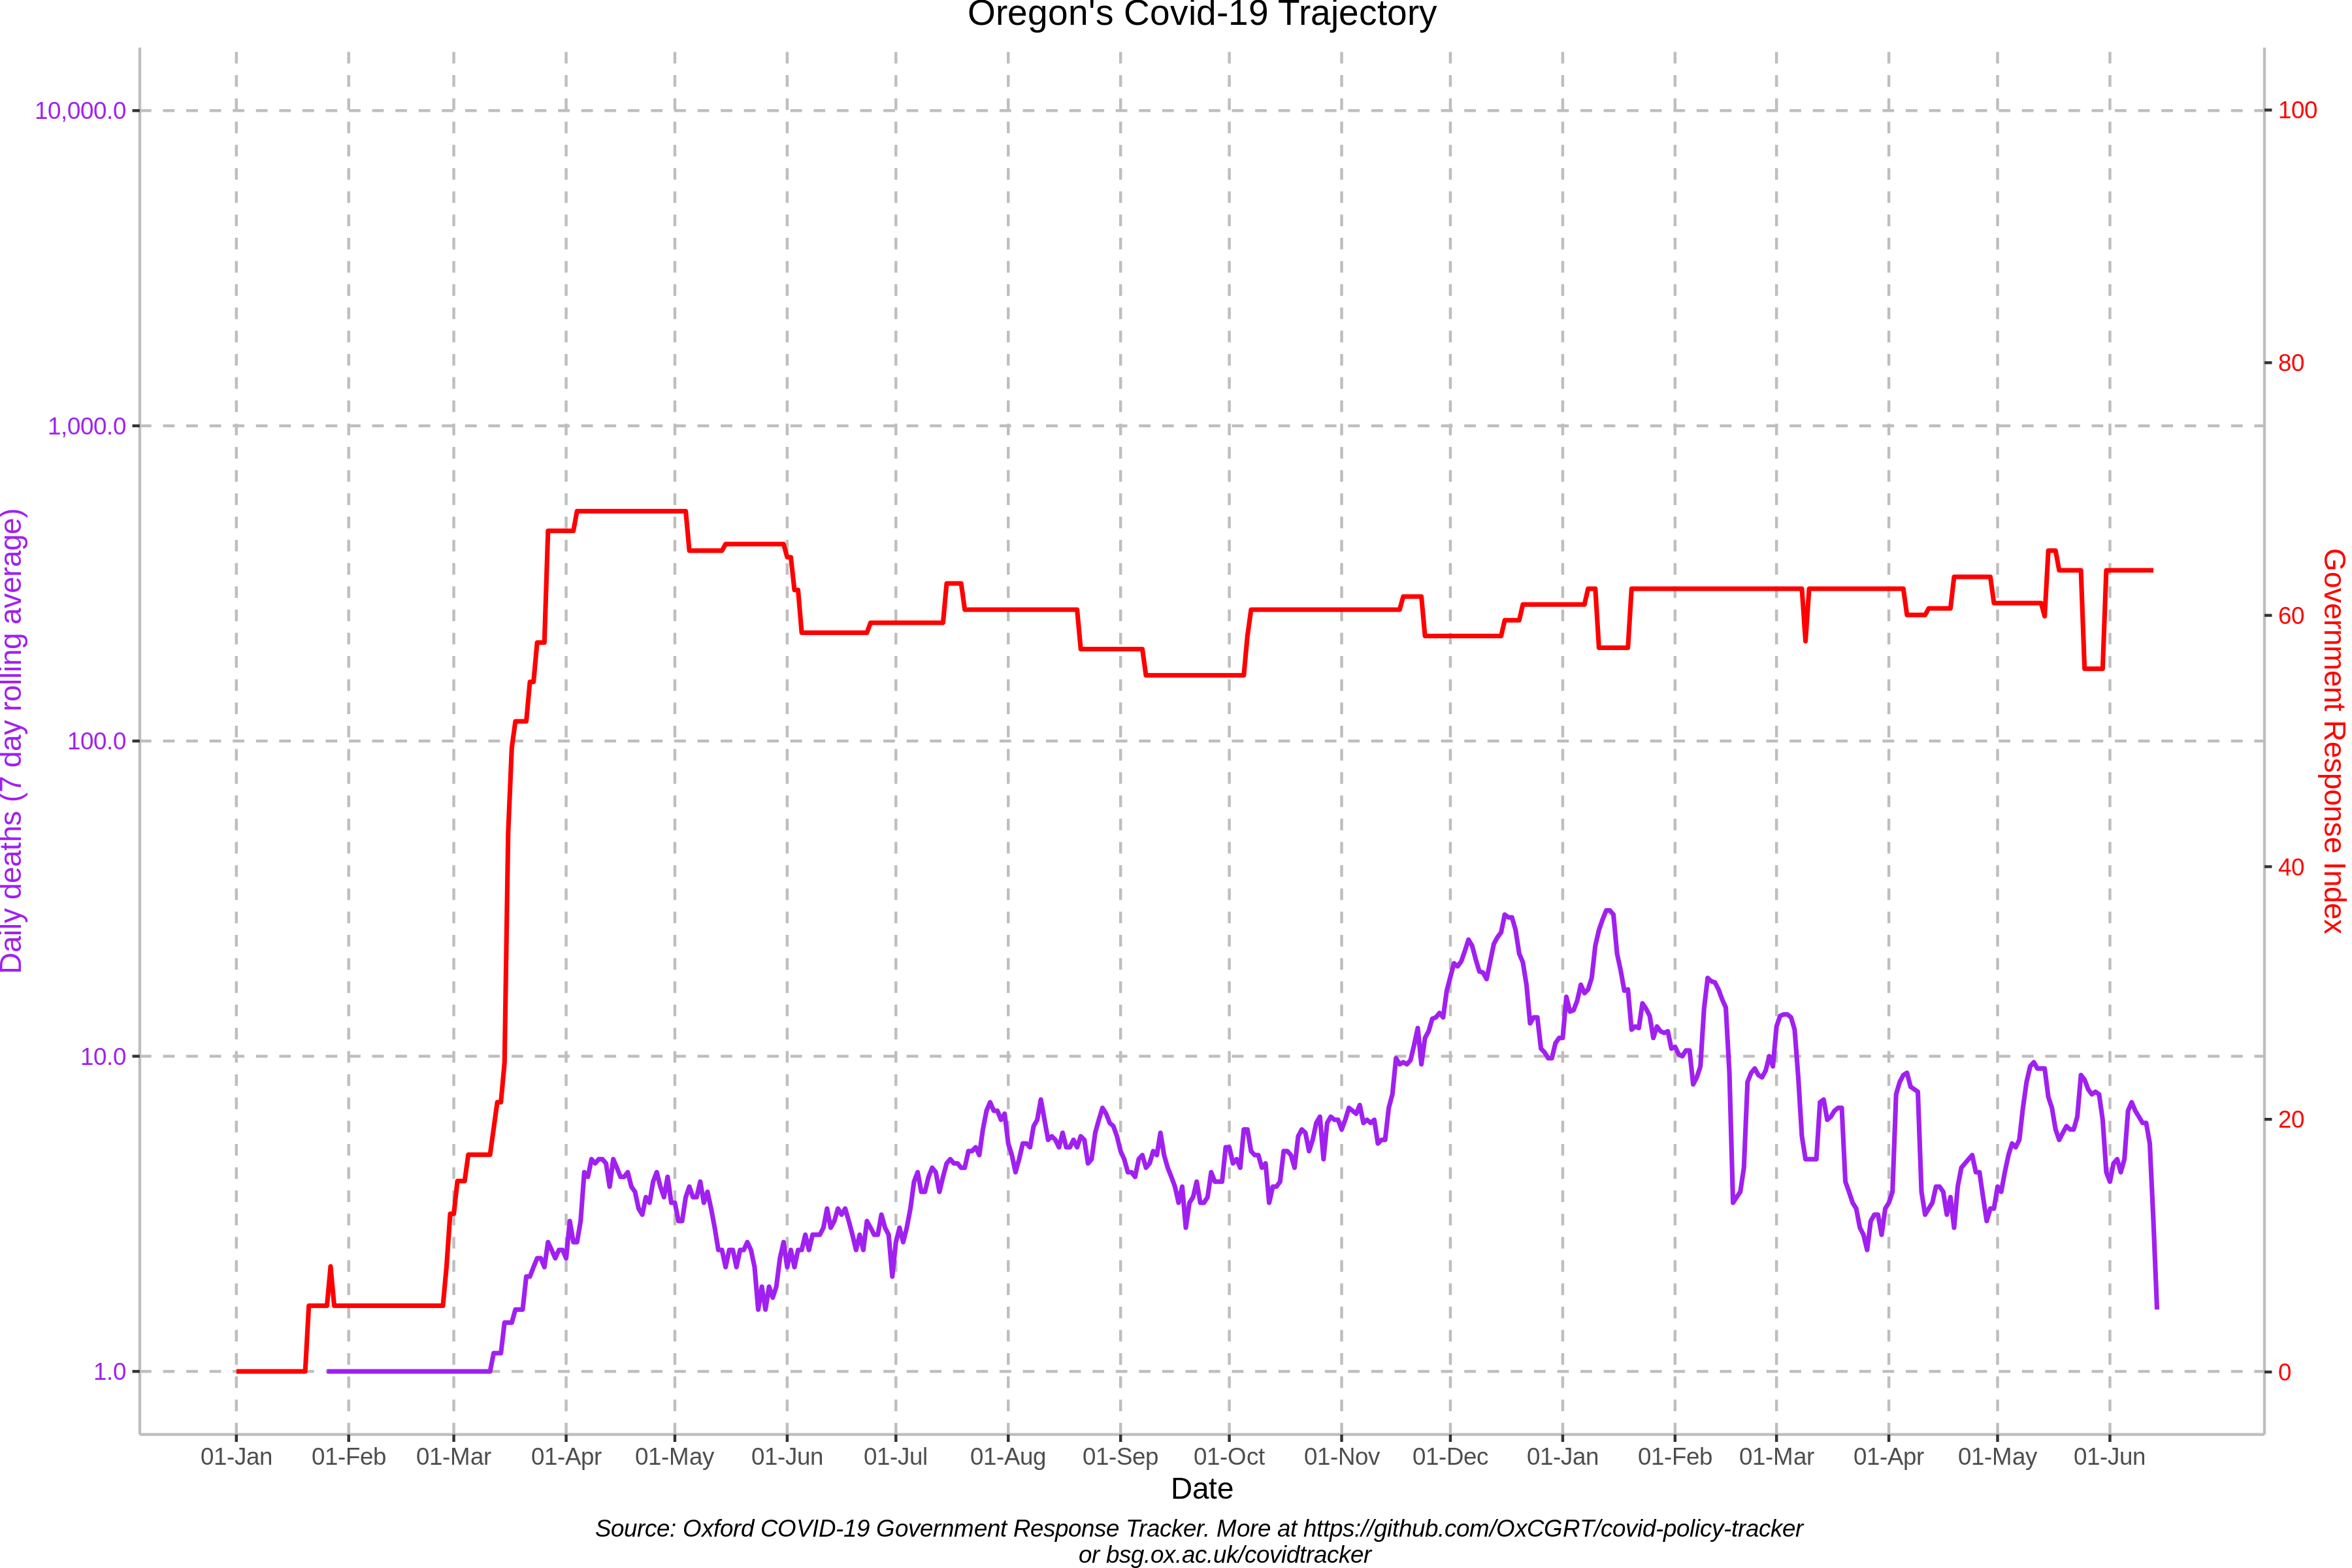 Oregon's Covid-19 Trajectory
10,000.0
1,000.0
100.0
10.0
1.0
Daily deaths (7 day rolling average)
100
80
60
40
20
0
Government Response Index
01-Jan 01-Feb 01-Mar 01-Apr 01-May 01-Jun 01-Jul 01-Aug 01-Sep 01-Oct 01-Nov 01-Dec 01-Jan 01-Feb 01-Mar 01-Apr 01-May 01-Jun
Date
Source: Oxford COVID-19 Government Response Tracker. More at https://github.com/OxCGRT/covid-policy-tracker
or bsg.ox.ac.uk/covidtracker